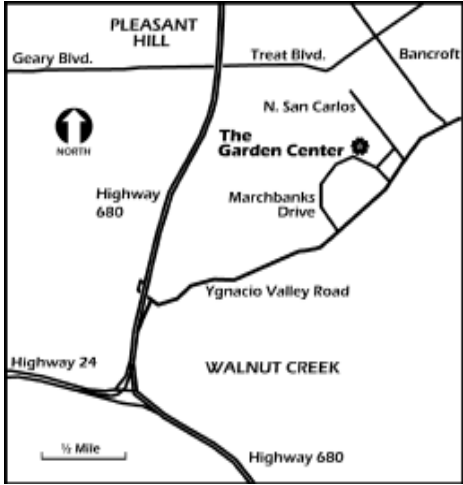 PLEASANT
HILL
Geary Blvd.
Treat Blvd.
Bancroft
N. San Carlos
NORTH
The
Garden Center
Highway
680
Marchbanks
Drive
Ygnacio Valley Road
Highway 24
WALNUT CREEK
½ Mile
Highway 680